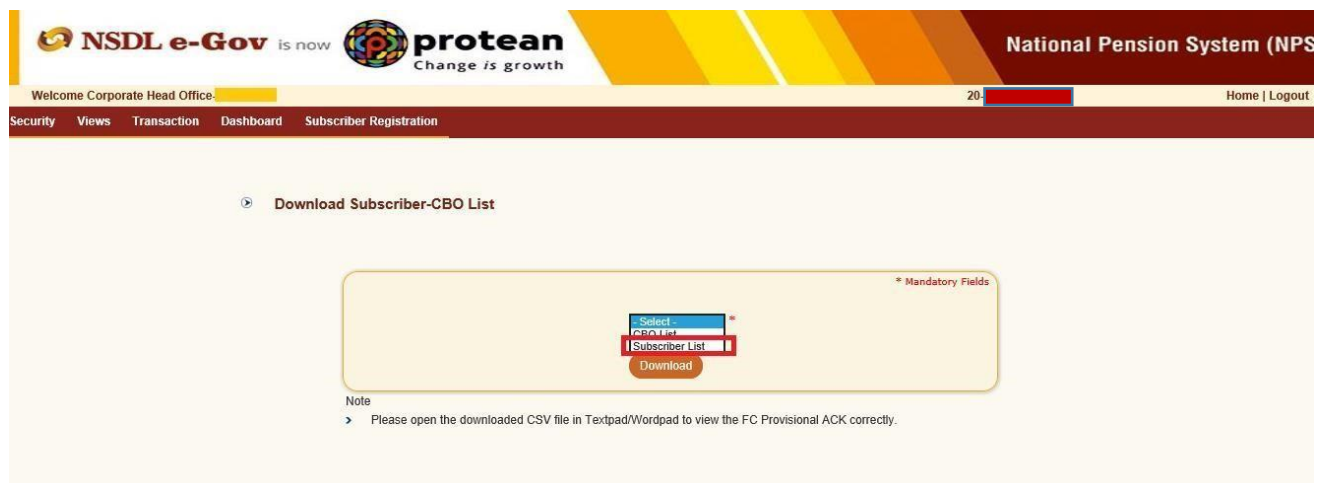 NSDL e-Gov is now protean
Change is growth
National Pension System (NPS
Welcome Corporate Head Office-
20-
Home | Logout
Security Views Transaction Dashboard Subscriber Registration
Download Subscriber-CBO List
* Mandatory Fields
- Select - *
CBO List
Subscriber List
Download
Note
Please open the downloaded CSV file in Textpad/Wordpad to view the FC Provisional ACK correctly.